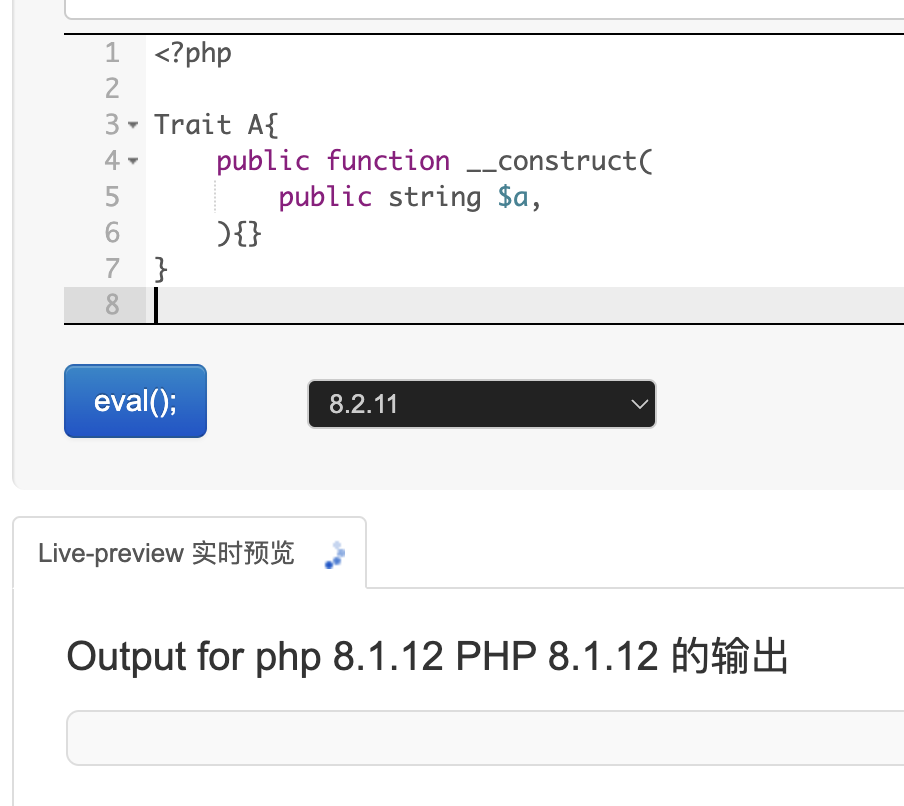 1 <?php
2
3 Trait A{
4     public function __construct(
5         public string $a,
6     ){}
7 }
8
eval();
8.2.11
Live-preview 实时预览
Output for php 8.1.12 PHP 8.1.12 的输出